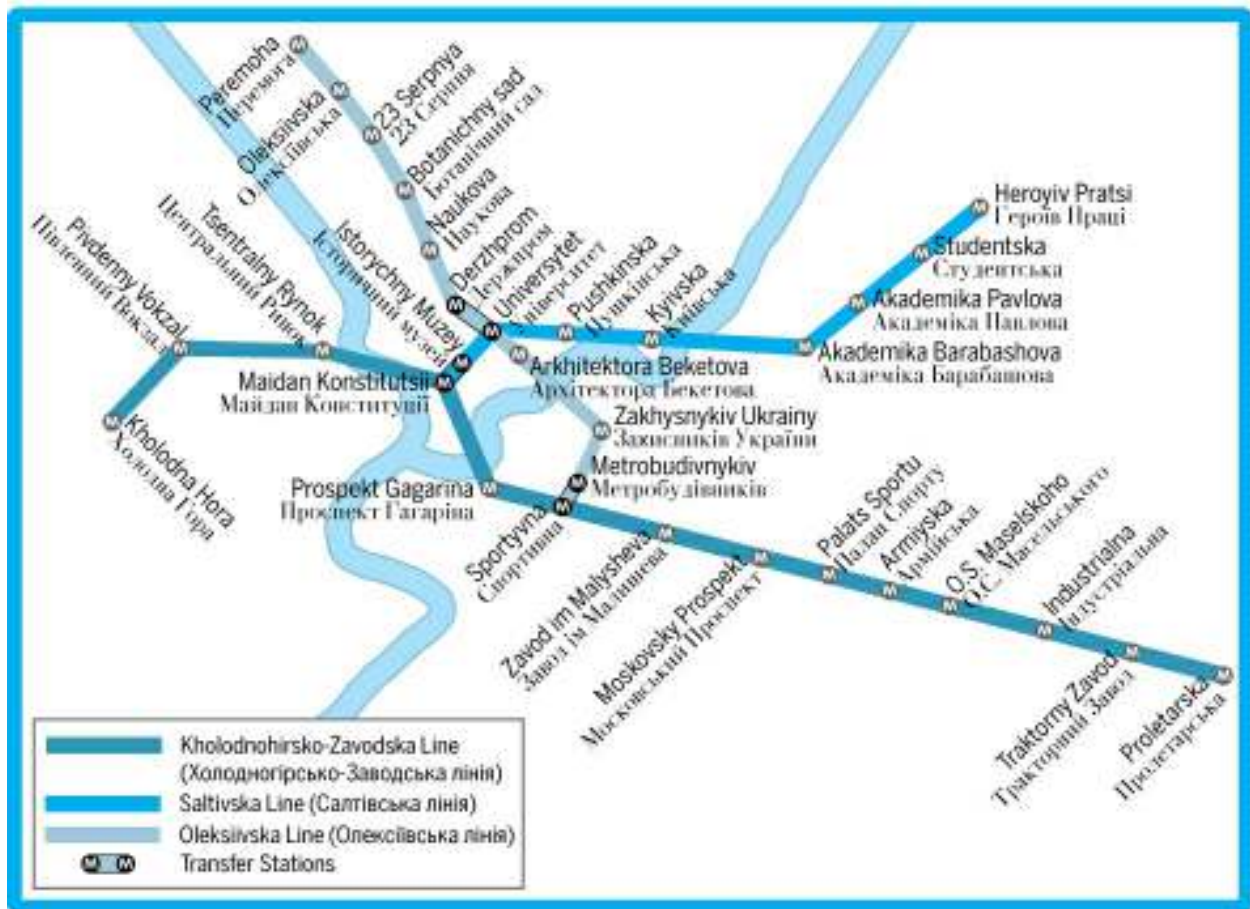 Peremoha
Перемога
Oleksiivska
Олексіївська
23 Serpnya
23 Серпня
Botanichny sad
Ботанічний сад
Naukova
Наукова
Derzhprom
Держпром
Universytet
Університет
Pushkinska
Пушкінська
Kyivska
Київська
Heroyiv Pratsi
Героїв Праці
Studentska
Студентська
Akademika Pavlova
Академіка Павлова
Akademika Barabashova
Академіка Барабашова
Pivdenny Vokzal
Південний Вокзал
Tsentralny Rynok
Центральний Ринок
Istorychny Muzey
Історичний музей
Maidan Konstitutsii
Майдан Конституції
Arkhitektora Beketova
Архітектора Бекетова
Kholodna Hora
Холодна Гора
Zakhysnykiv Ukrainy
Захисників України
Metrobudivnykiv
Метробудівників
Prospekt Gagarina
Проспект Гагаріна
Sportyvna
Спортивна
Zavod im Malysheva
Завод ім Малишева
Moskovsky Prospekt
Московський Проспект
Palats Sportu
Палац Спорту
Armiyska
Армійська
O.S. Maselskoho
О.С. Масельського
Industrialna
Індустріальна
Traktorny Zavod
Тракторний Завод
Proletarska
Пролетарська
Kholodnohirsko-Zavodska Line
(Холодногірсько-Заводська лінія)
Saltivska Line (Салтівська лінія)
Oleksiivska Line (Олексіївська лінія)
M M Transfer Stations